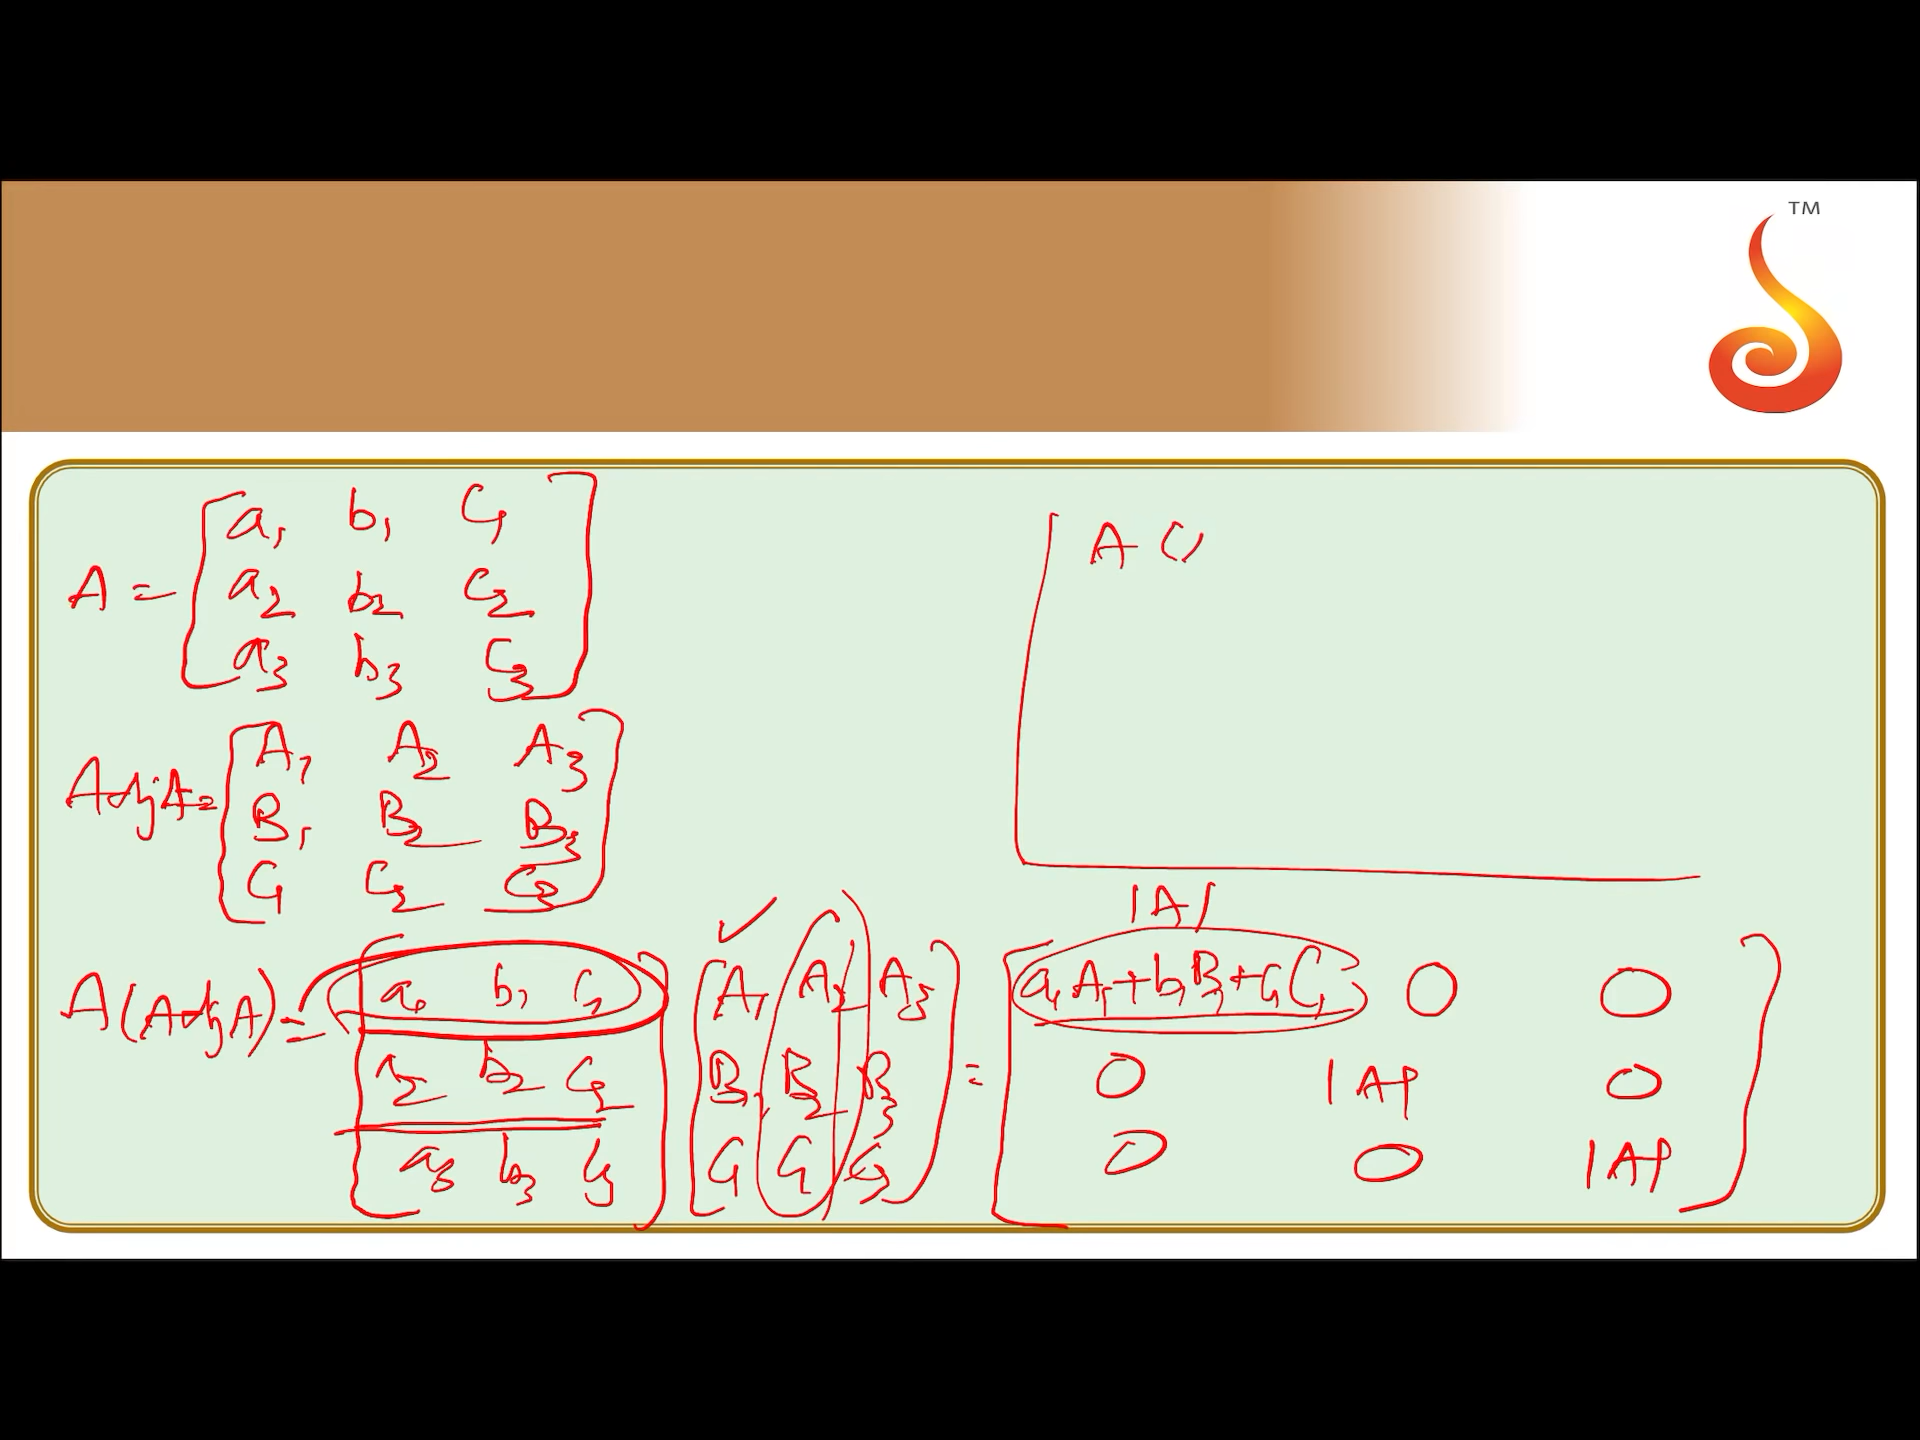 TM
A = [ a₁ b₁ c₁
a₂ b₂ c₂
a₃ b₃ c₃ ]
A (
Adj A = [ A₁ A₂ A₃
B₁ B₂ B₃
C₁ C₂ C₃ ]
|A|
A (Adj A) = [ a₁ b₁ c₁ [ A₁ A₂ A₃ = [ a₁A₁+b₁B₁+c₁C₁ 0 0
a₂ b₂ c₂ B₁ B₂ B₃ 0 |A| 0
a₃ b₃ c₃ ] C₁ C₂ C₃ ] 0 0 |A| ]